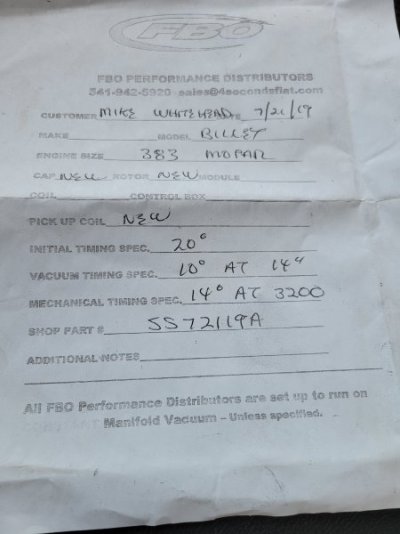 FBO
FBO PERFORMANCE DISTRIBUTORS
541-942-5920 sales@4secondsflat.com
CUSTOMER MIKE WHITEHEAD 7/21/19
MAKE MODEL BILLET
ENGINE SIZE 383 MOPAR
CAP NEW ROTOR NEW MODULE
COIL CONTROL BOX
PICK UP COIL NEW
INITIAL TIMING SPEC. 20°
VACUUM TIMING SPEC. 10° AT 14"
MECHANICAL TIMING SPEC. 14° AT 3200
SHOP PART # SS72119A
ADDITIONAL NOTES
All FBO Performance Distributors are set up to run on
Manifold Vacuum – Unless specified.